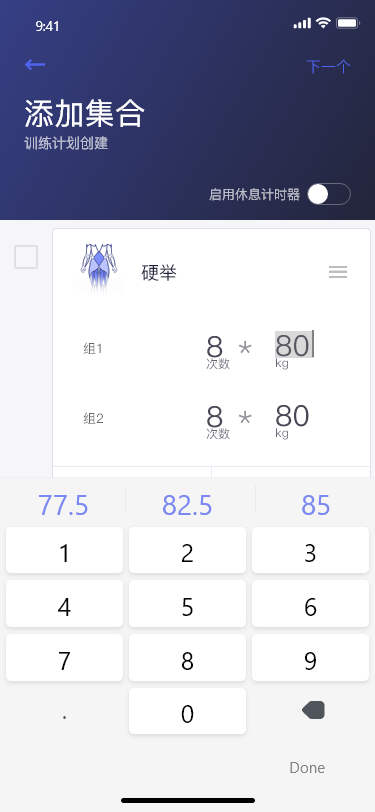 9:41
下一个
添加集合
训练计划创建
启用休息计时器
硬举
组1 8 * 80
次数 kg
组2 8 * 80
次数 kg
77.5 82.5 85
1 2 3
4 5 6
7 8 9
. 0
Done